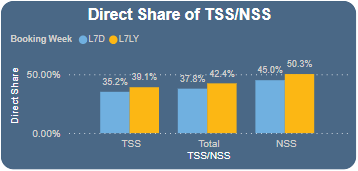 Direct Share of TSS/NSS
Booking Week L7D L7LY
Direct Share
50.00%
0.00%
35.2% 39.1%
37.8% 42.4%
45.0% 50.3%
TSS Total NSS
TSS/NSS